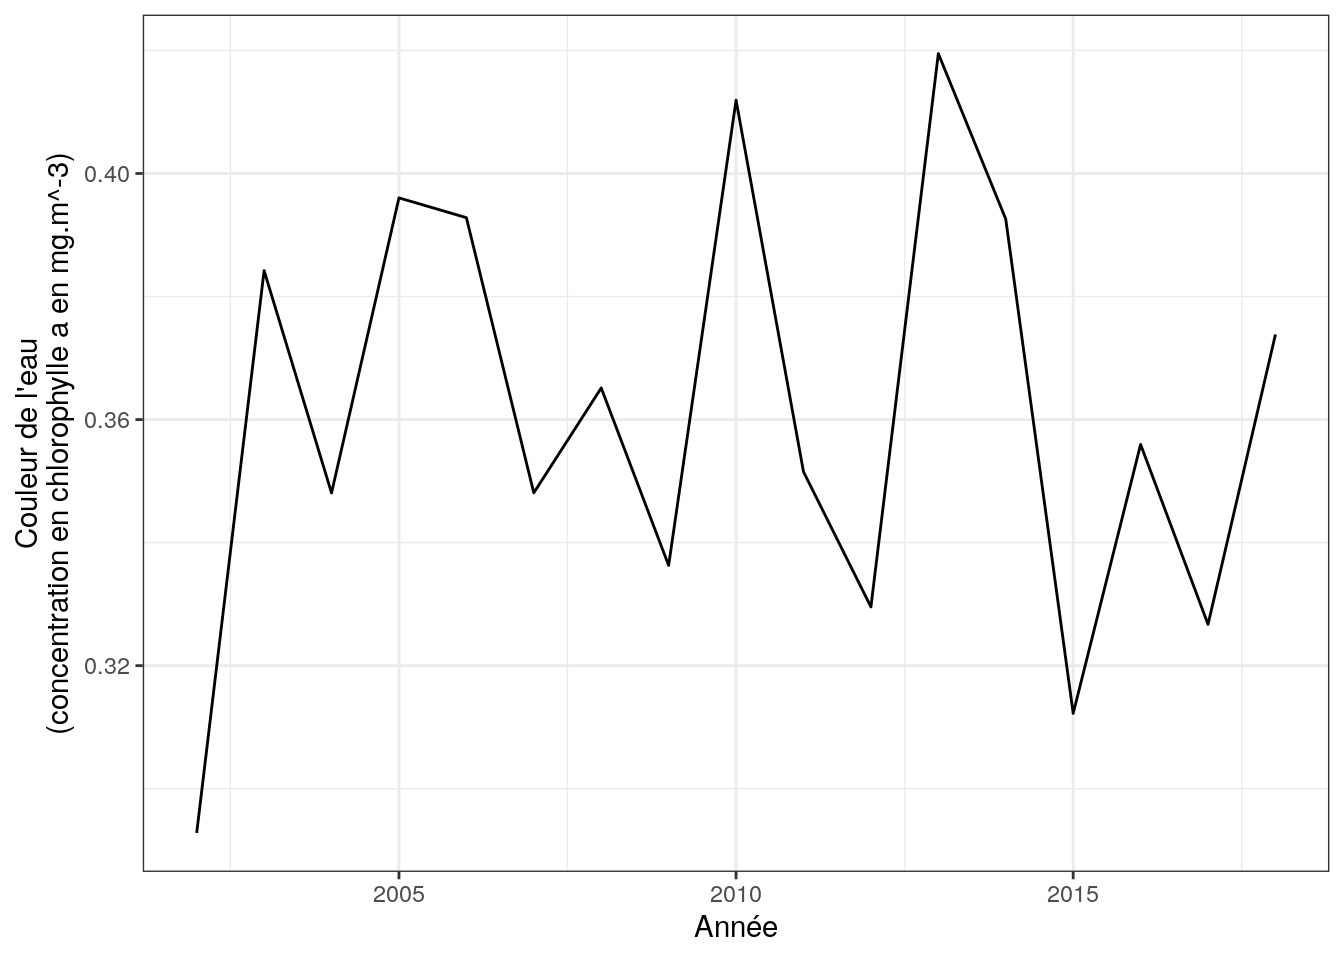 Couleur de l'eau
(concentration en chlorophylle a en mg.m^-3)
0.40
0.36
0.32
2005
2010
2015
Année